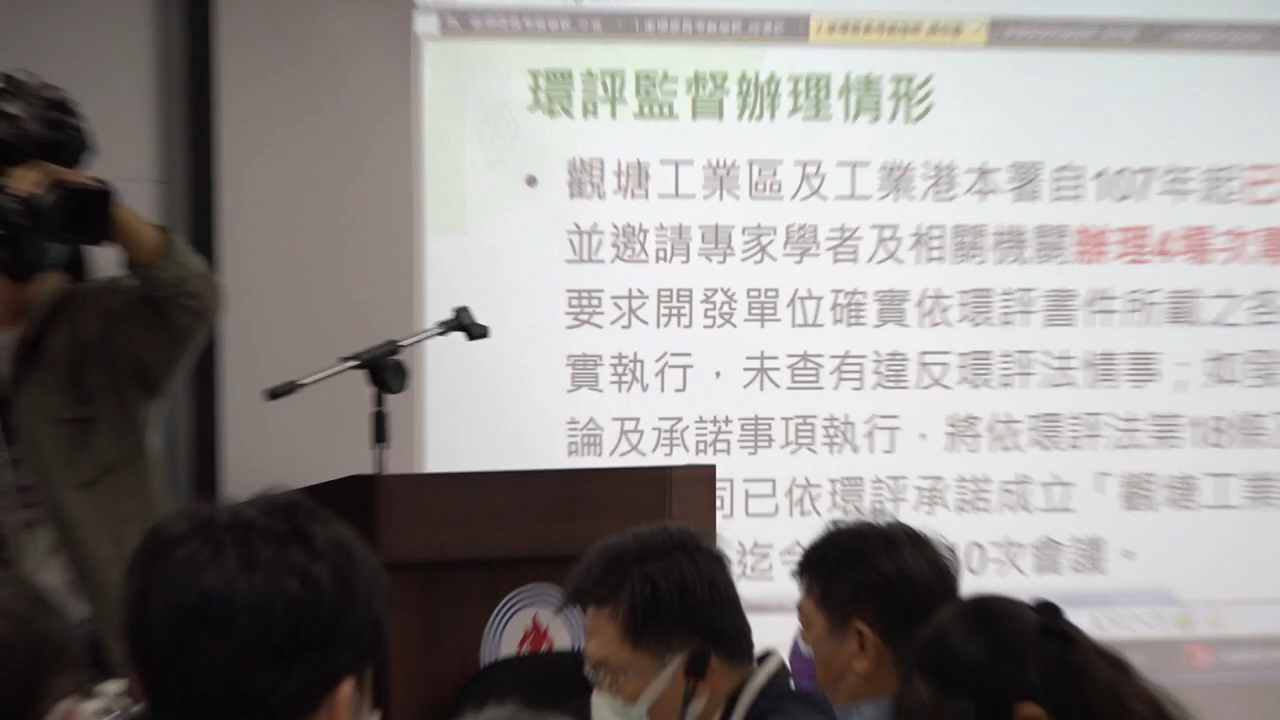 環評監督辦理情形
• 觀塘工業區及工業港本署自107年起已
並邀請專家學者及相關機關辦理4場次
要求開發單位確實依環評書件所載之各
實執行，未查有違反環評法情事；如
論及承諾事項執行，將依環評法第18條
司已依環評承諾成立「觀塘工業
迄今 0次會議。